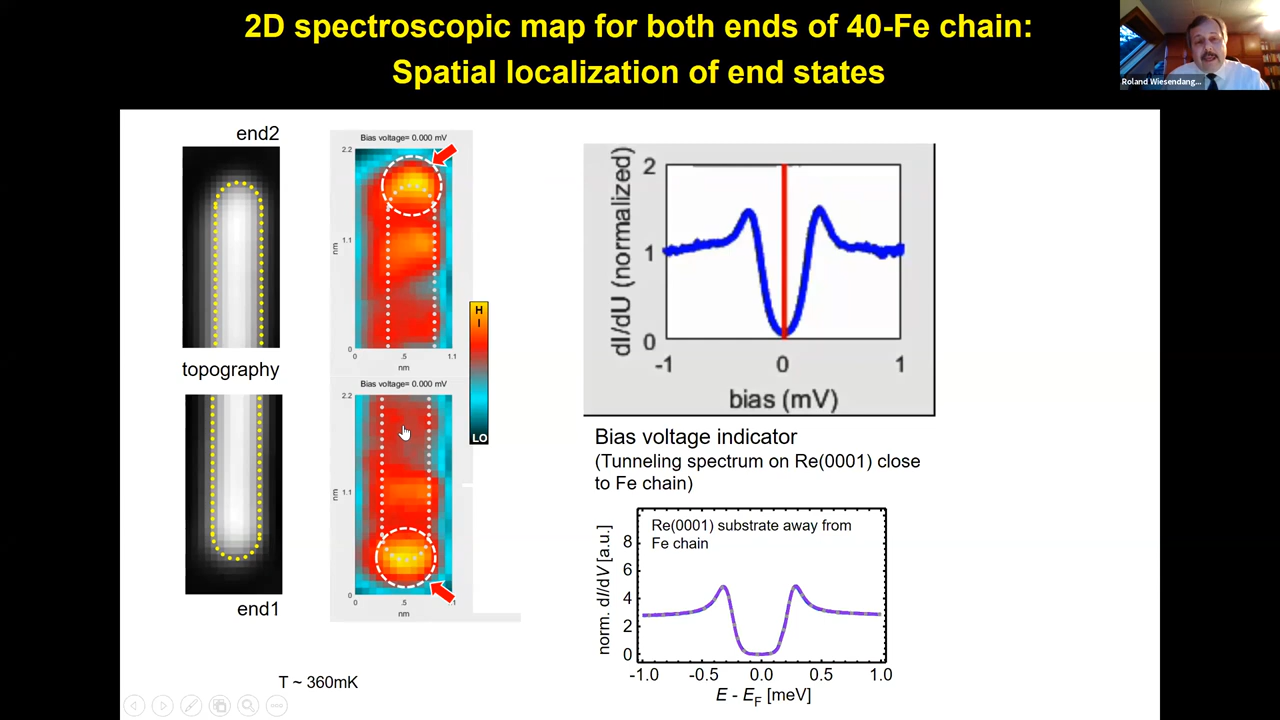 2D spectroscopic map for both ends of 40-Fe chain:
Spatial localization of end states
Roland Wiesendang...
end2
topography
end1
Bias voltage= 0.000 mV
2.2
1.1
0
nm
0
.5
1.1
nm
Bias voltage= 0.000 mV
2.2
1.1
0
nm
0
.5
.1
nm
H
I
LO
dI/dU (normalized)
2
1
0
-1
0
1
bias (mV)
Bias voltage indicator
(Tunneling spectrum on Re(0001) close
to Fe chain)
Re(0001) substrate away from
Fe chain
norm. dI/dV [a.u.]
8
6
4
2
0
-1.0
-0.5
0.0
0.5
1.0
E - EF [meV]
T ~ 360mK